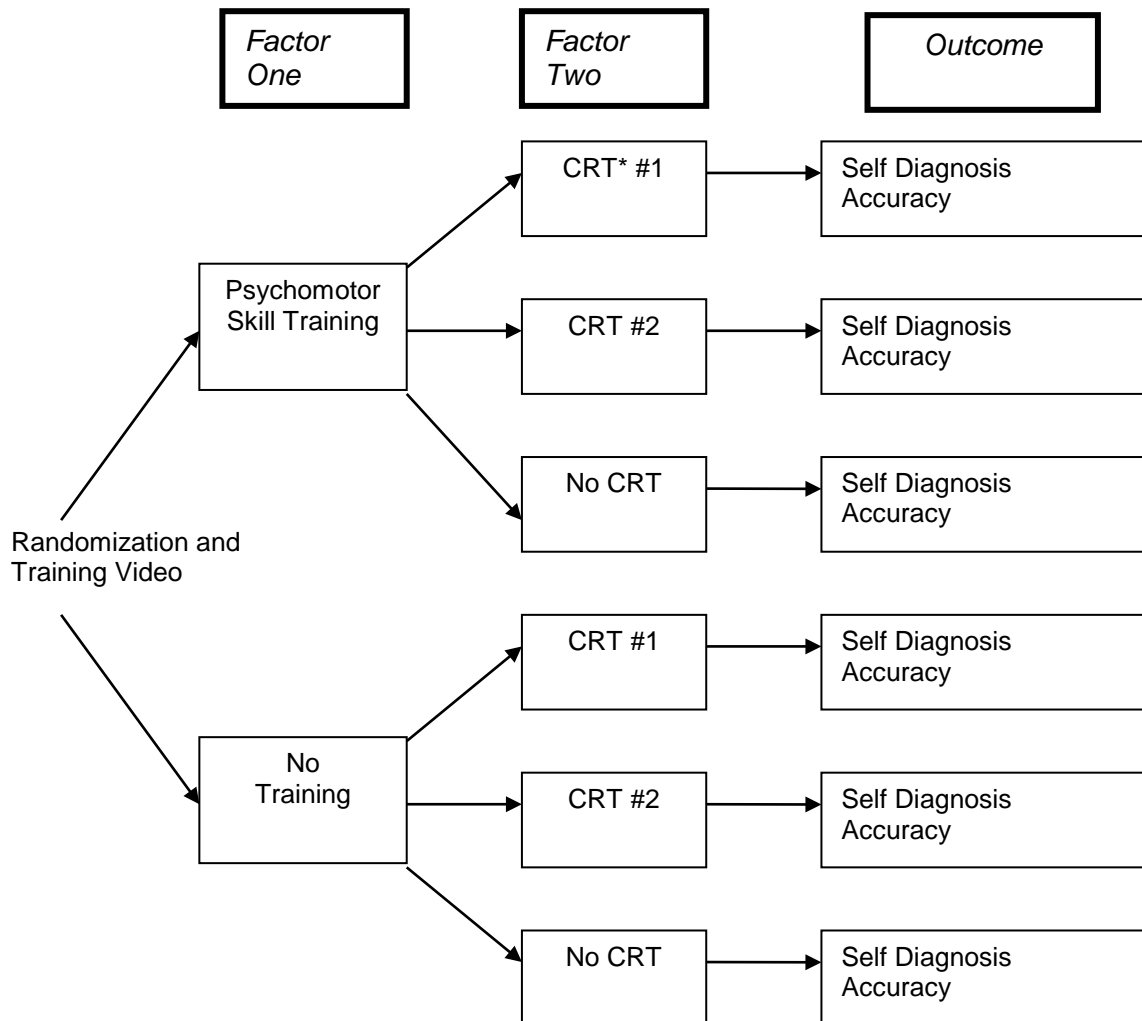 Factor
One
Factor
Two
Outcome
CRT* #1
Self Diagnosis
Accuracy
Psychomotor
Skill Training
CRT #2
Self Diagnosis
Accuracy
No CRT
Self Diagnosis
Accuracy
Randomization and
Training Video
CRT #1
Self Diagnosis
Accuracy
No
Training
CRT #2
Self Diagnosis
Accuracy
No CRT
Self Diagnosis
Accuracy